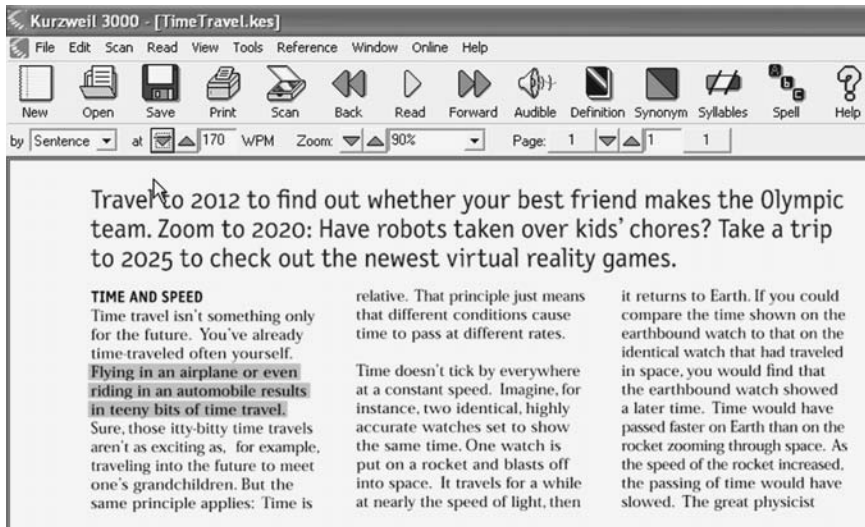 Kurzweil 3000 - [TimeTravel.kes]
File Edit Scan Read View Tools Reference Window Online Help
A b c
New Open Save Print Scan Back Read Forward Audible Definition Synonym Syllables Spell Help
by Sentence at 170 WPM Zoom: 90% Page: 1 1 1
Travel to 2012 to find out whether your best friend makes the Olympic
team. Zoom to 2020: Have robots taken over kids' chores? Take a trip
to 2025 to check out the newest virtual reality games.
TIME AND SPEED
Time travel isn't something only
for the future. You've already
time-traveled often yourself.
Flying in an airplane or even
riding in an automobile results
in teeny bits of time travel.
Sure, those itty-bitty time travels
aren't as exciting as, for example,
traveling into the future to meet
one's grandchildren. But the
same principle applies: Time is
relative. That principle just means
that different conditions cause
time to pass at different rates.
Time doesn't tick by everywhere
at a constant speed. Imagine, for
instance, two identical, highly
accurate watches set to show
the same time. One watch is
put on a rocket and blasts off
into space. It travels for a while
at nearly the speed of light, then
it returns to Earth. If you could
compare the time shown on the
earthbound watch to that on the
identical watch that had traveled
in space, you would find that
the earthbound watch showed
a later time. Time would have
passed faster on Earth than on the
rocket zooming through space. As
the speed of the rocket increased,
the passing of time would have
slowed. The great physicist